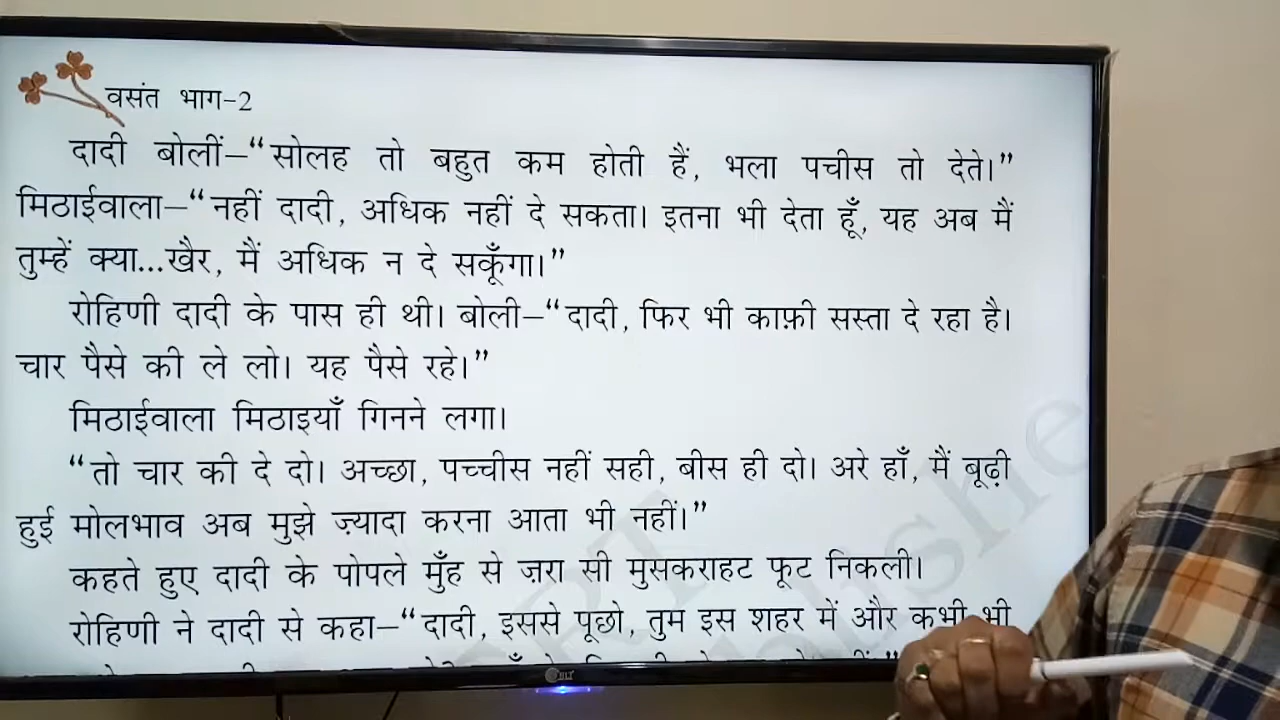 वसंत भाग-2
दादी बोलीं–“सोलह तो बहुत कम होती हैं, भला पचीस तो देते।”
मिठाईवाला–“नहीं दादी, अधिक नहीं दे सकता। इतना भी देता हूँ, यह अब मैं
तुम्हें क्या...खैर, मैं अधिक न दे सकूँगा।”
रोहिणी दादी के पास ही थी। बोली–“दादी, फिर भी काफ़ी सस्ता दे रहा है।
चार पैसे की ले लो। यह पैसे रहे।”
मिठाईवाला मिठाइयाँ गिनने लगा।
“तो चार की दे दो। अच्छा, पच्चीस नहीं सही, बीस ही दो। अरे हाँ, मैं बूढ़ी
हुई मोलभाव अब मुझे ज़्यादा करना आता भी नहीं।”
कहते हुए दादी के पोपले मुँह से ज़रा सी मुसकराहट फूट निकली।
रोहिणी ने दादी से कहा–“दादी, इससे पूछो, तुम इस शहर में और कभी भी